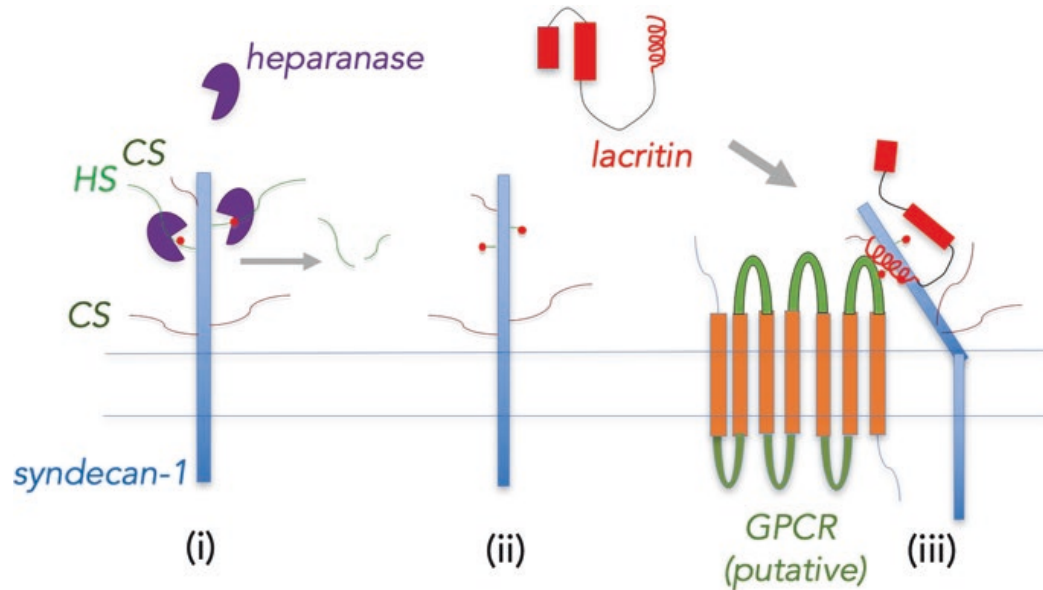 heparanase
CS
HS
lacritin
CS
syndecan-1
GPCR
(putative)
(i)
(ii)
(iii)